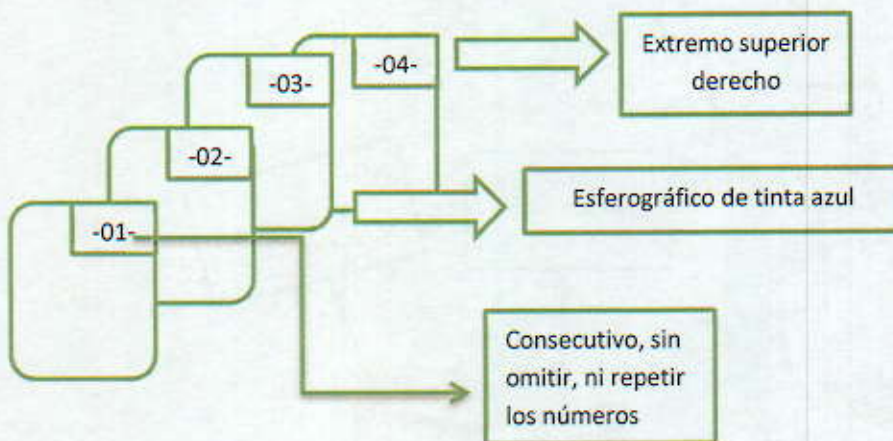 -04-
Extremo superior
derecho
-03-
-02-
Esferográfico de tinta azul
-01-
Consecutivo, sin
omitir, ni repetir
los números